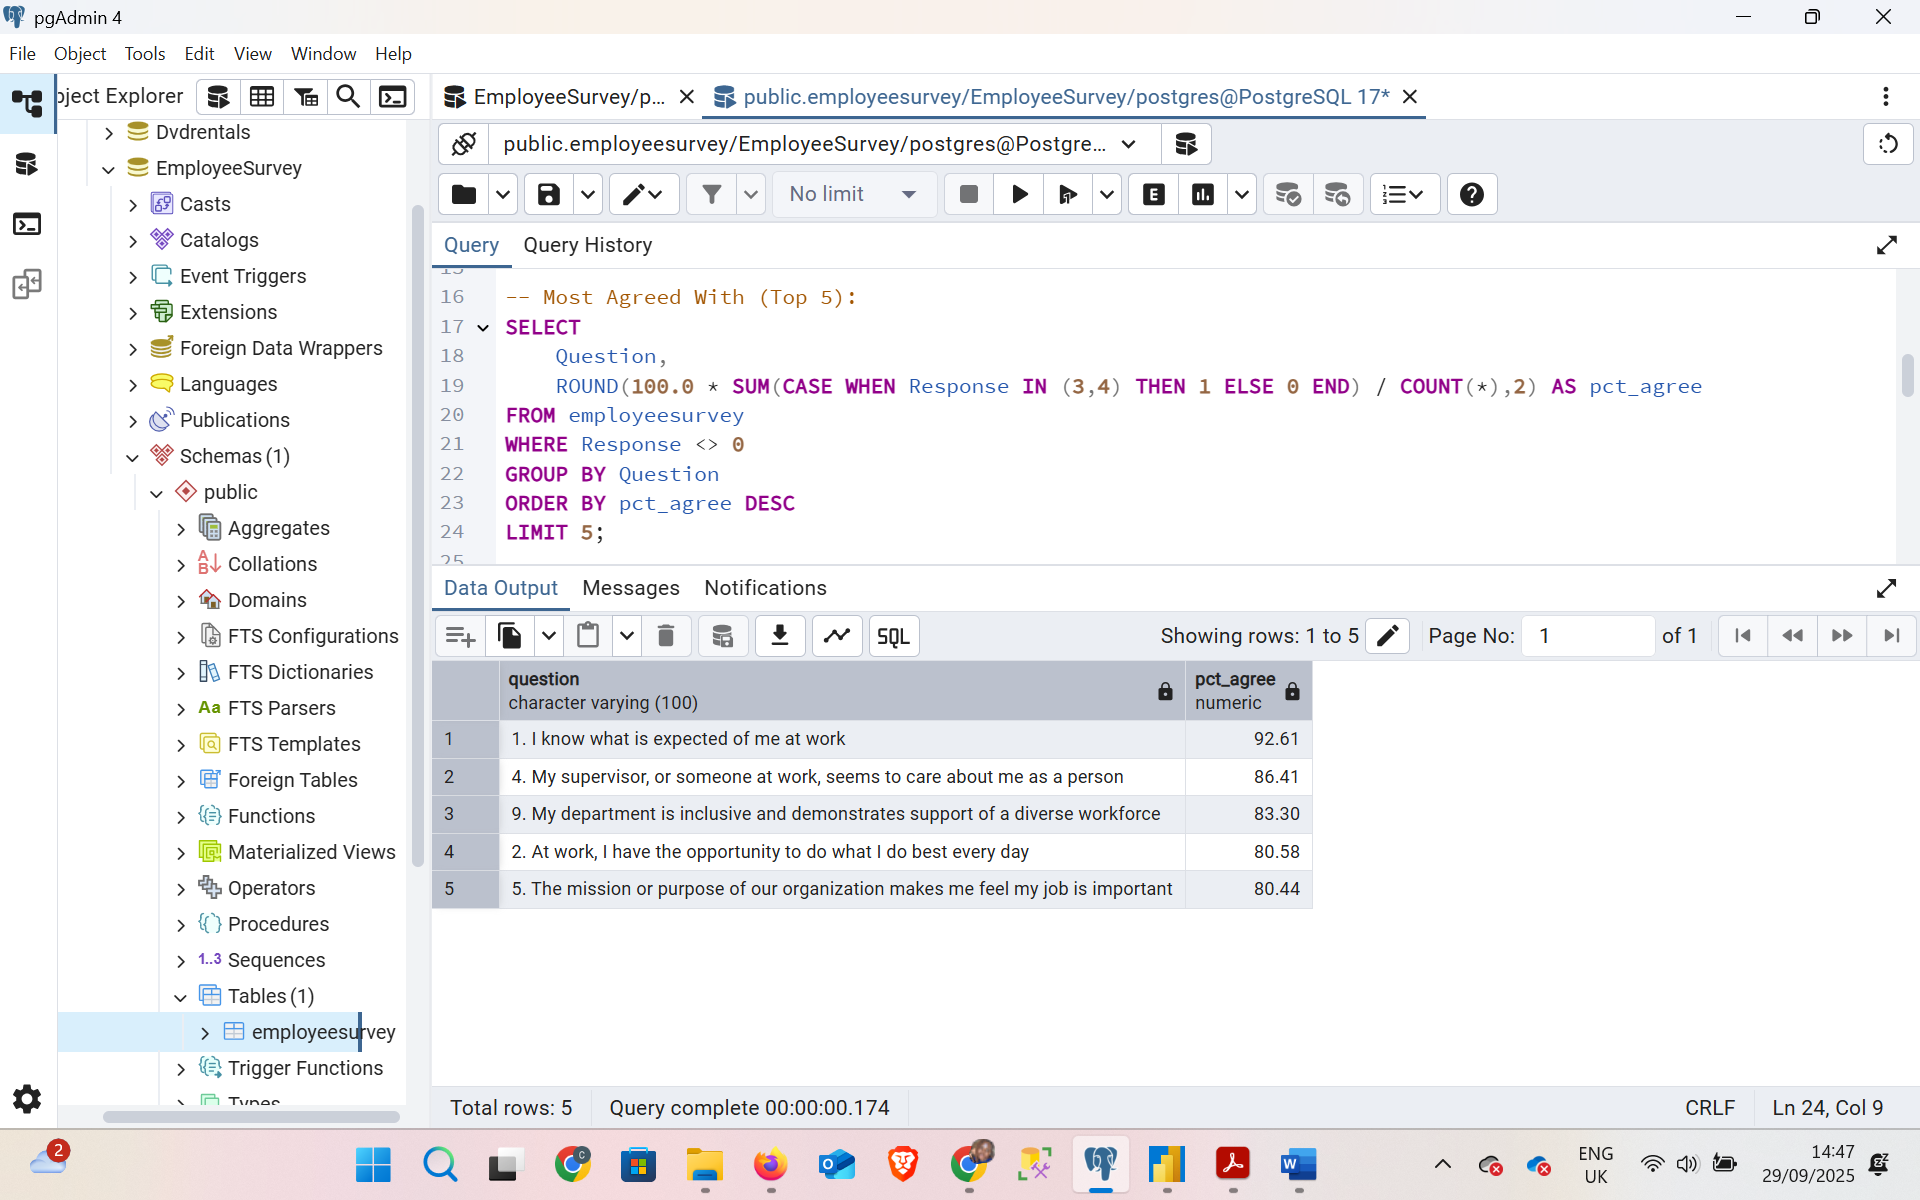 pgAdmin 4
File Object Tools Edit View Window Help
bject Explorer
EmployeeSurvey/p...
public.employeesurvey/EmployeeSurvey/postgres@PostgreSQL 17*
Dvdrentals
EmployeeSurvey
Casts
Catalogs
Event Triggers
Extensions
Foreign Data Wrappers
Languages
Publications
Schemas (1)
public
Aggregates
Collations
Domains
FTS Configurations
FTS Dictionaries
Aa FTS Parsers
FTS Templates
Foreign Tables
Functions
Materialized Views
Operators
Procedures
1..3 Sequences
Tables (1)
employeesurvey
Trigger Functions
Types
public.employeesurvey/EmployeeSurvey/postgres@Postgre...
No limit
E
Query Query History
15
16 -- Most Agreed With (Top 5):
17 SELECT
18 Question,
19 ROUND(100.0 * SUM(CASE WHEN Response IN (3,4) THEN 1 ELSE 0 END) / COUNT(*),2) AS pct_agree
20 FROM employeesurvey
21 WHERE Response <> 0
22 GROUP BY Question
23 ORDER BY pct_agree DESC
24 LIMIT 5;
25
Data Output Messages Notifications
SQL
Showing rows: 1 to 5
Page No: 1 of 1
question
character varying (100)
pct_agree
numeric
1 1. I know what is expected of me at work 92.61
2 4. My supervisor, or someone at work, seems to care about me as a person 86.41
3 9. My department is inclusive and demonstrates support of a diverse workforce 83.30
4 2. At work, I have the opportunity to do what I do best every day 80.58
5 5. The mission or purpose of our organization makes me feel my job is important 80.44
Total rows: 5 Query complete 00:00:00.174
CRLF Ln 24, Col 9
2
ENG
UK
14:47
29/09/2025